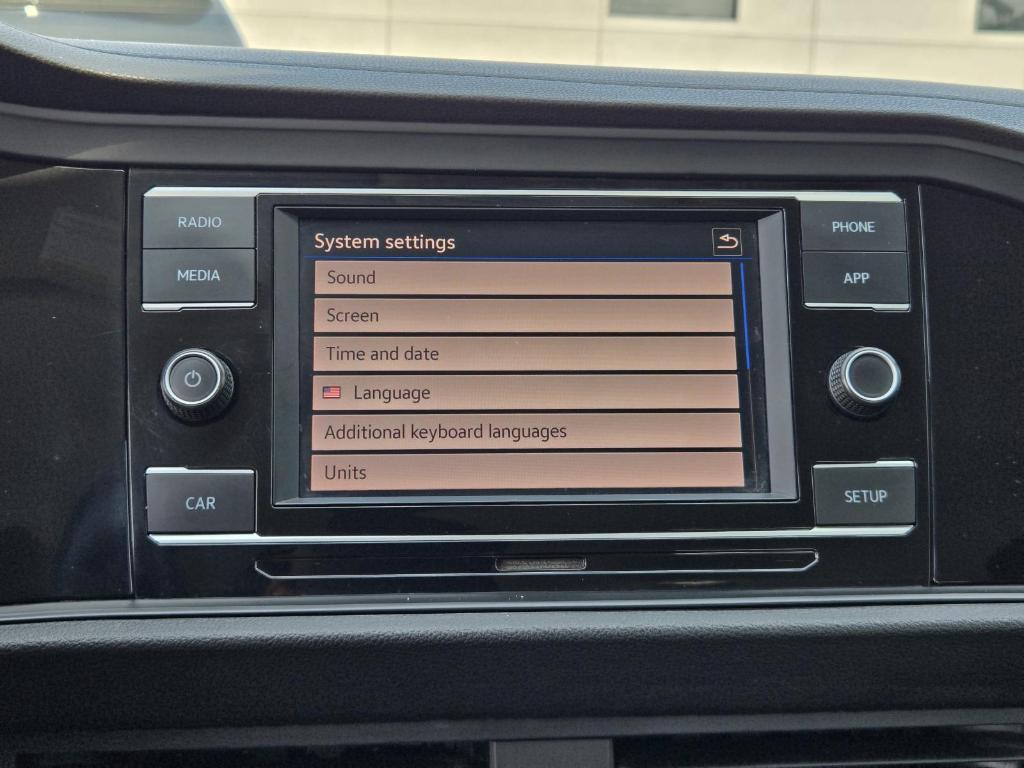 RADIO
MEDIA
CAR
System settings
Sound
Screen
Time and date
Language
Additional keyboard languages
Units
PHONE
APP
SETUP